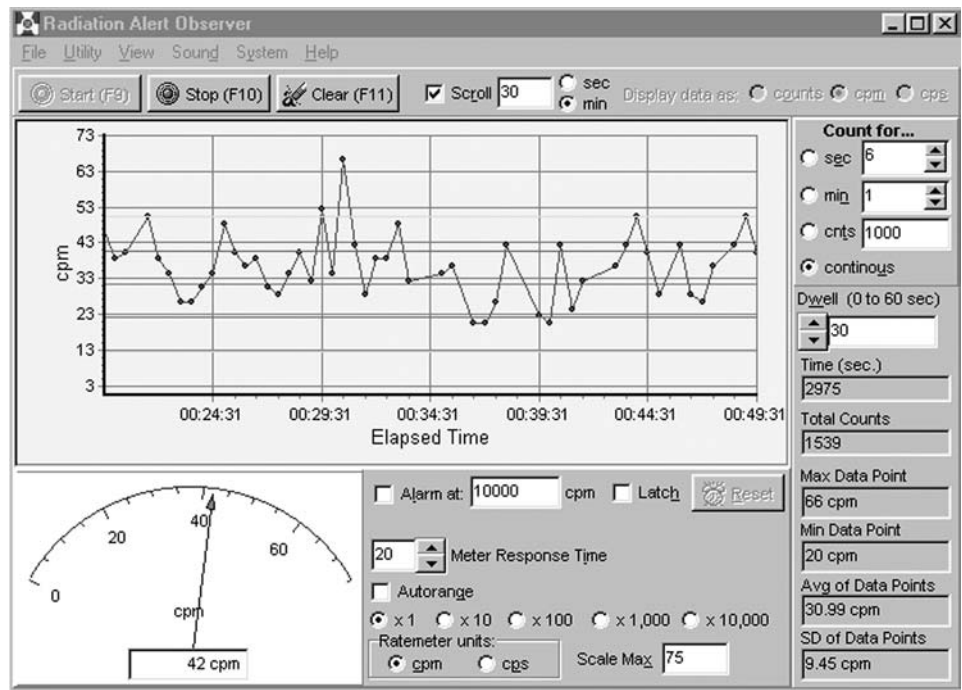 Radiation Alert Observer
File Utility View Sound System Help
Start (F9) Stop (F10) Clear (F11) Scroll 30 sec min Display data as: counts cpm cps
73
63
53
43
33
23
13
3
cpm
00:24:31 00:29:31 00:34:31 00:39:31 00:44:31 00:49:31
Elapsed Time
Count for...
sec 6
min 1
cnts 1000
continous
Dwell (0 to 60 sec)
30
Time (sec.)
2975
Total Counts
1539
Max Data Point
66 cpm
Min Data Point
20 cpm
Avg of Data Points
30.99 cpm
SD of Data Points
9.45 cpm
0 20 40 60
cpm
42 cpm
Alarm at: 10000 cpm Latch Reset
20 Meter Response Time
Autorange
x 1 x 10 x 100 x 1,000 x 10,000
Ratemeter units:
cpm cps
Scale Max 75